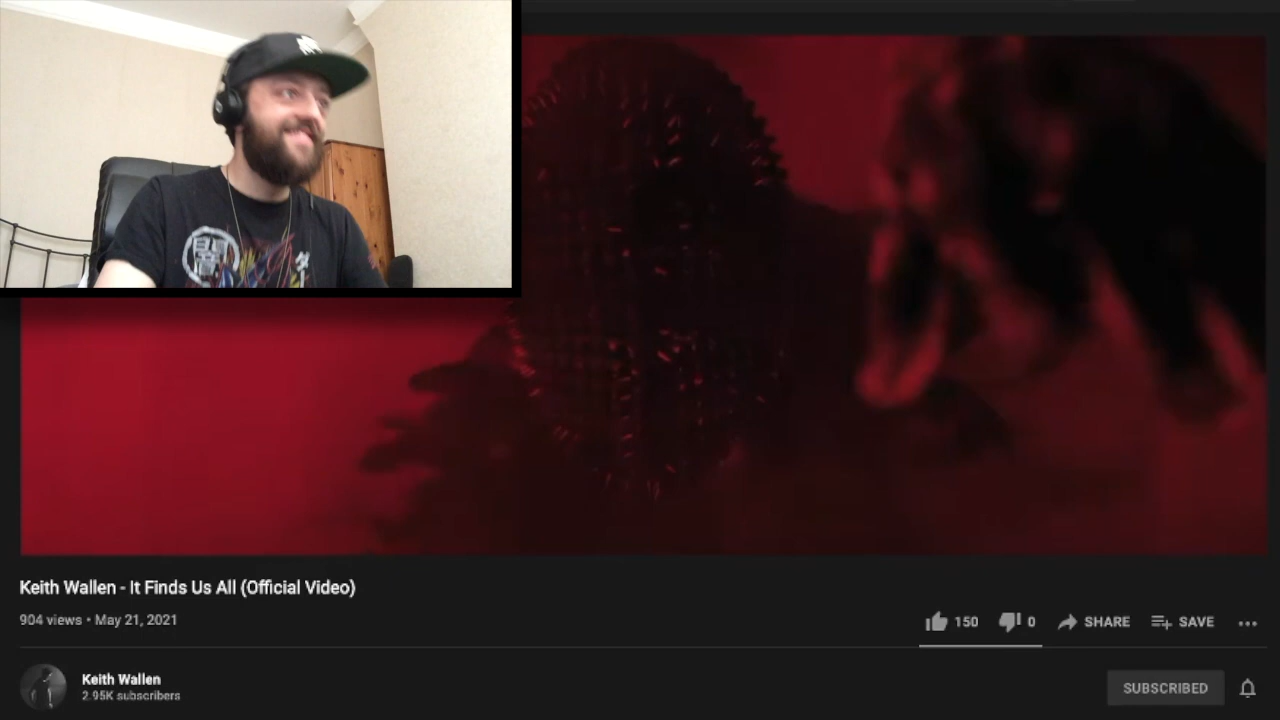 Keith Wallen - It Finds Us All (Official Video)
904 views • May 21, 2021
150
0
SHARE
SAVE
Keith Wallen
2.95K subscribers
SUBSCRIBED